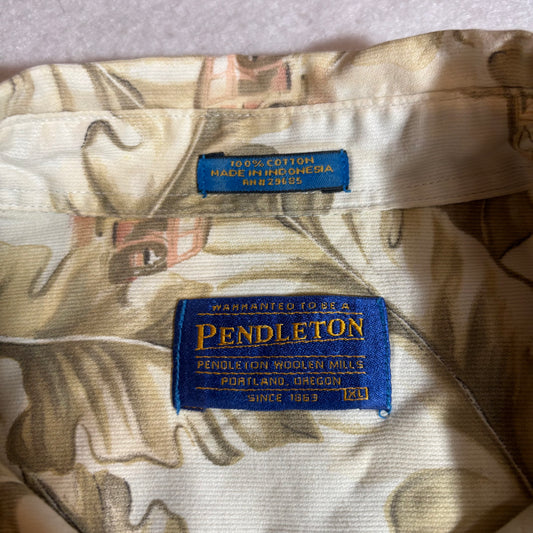 100% COTTON
MADE IN INDONESIA
RN# 29685
WARRANTED TO BE A
PENDLETON
PENDLETON WOOLEN MILLS
PORTLAND, OREGON
SINCE 1863 XL